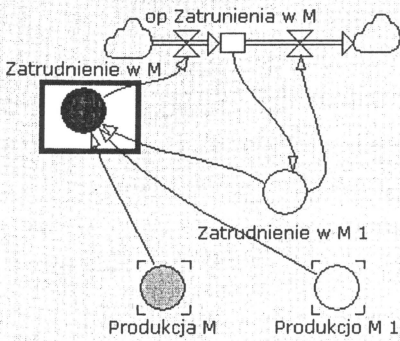 op Zatrunienia w M
Zatrudnienie w M
Zatrudnienie w M 1
Produkcja M
Produkcjo M 1